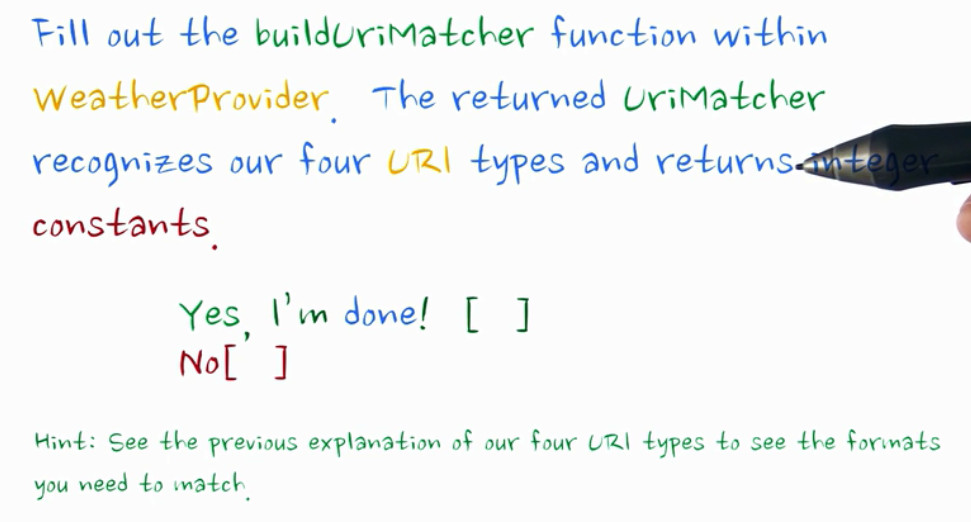 Fill out the buildUriMatcher function within
WeatherProvider. The returned UriMatcher
recognizes our four URI types and returns integer
constants.
Yes, I'm done! [ ]
No[ ]
Hint: See the previous explanation of our four URI types to see the formats
you need to match.